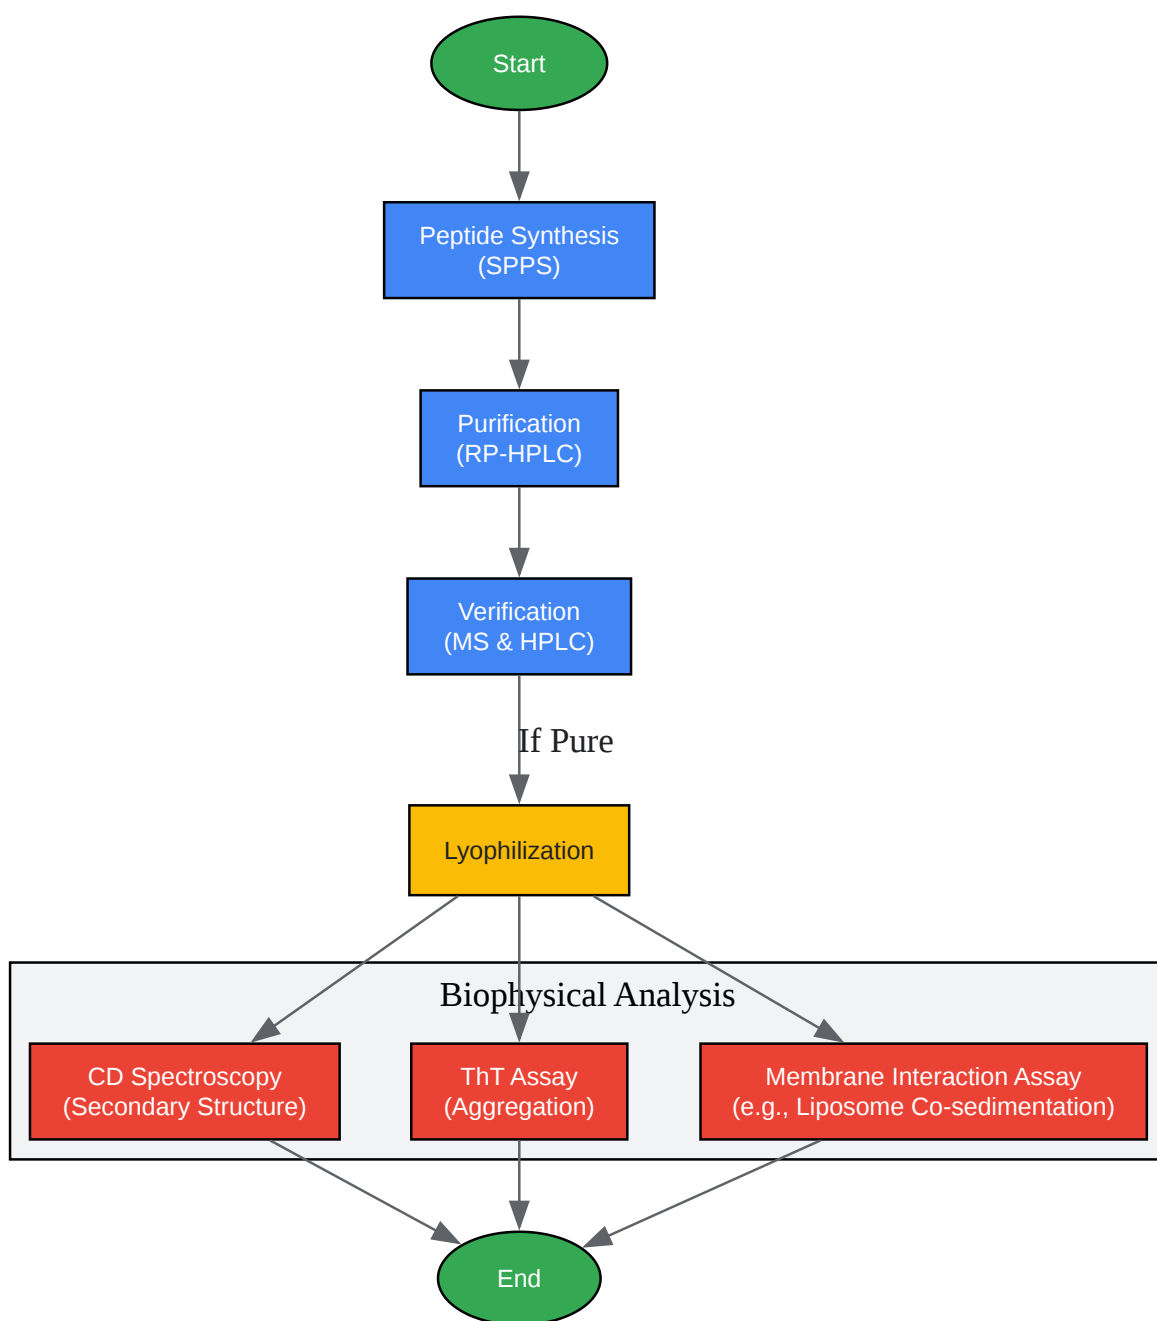 Start
Peptide Synthesis
(SPPS)
Purification
(RP-HPLC)
Verification
(MS & HPLC)
If Pure
Lyophilization
Biophysical Analysis
CD Spectroscopy
(Secondary Structure)
ThT Assay
(Aggregation)
Membrane Interaction Assay
(e.g., Liposome Co-sedimentation)
End